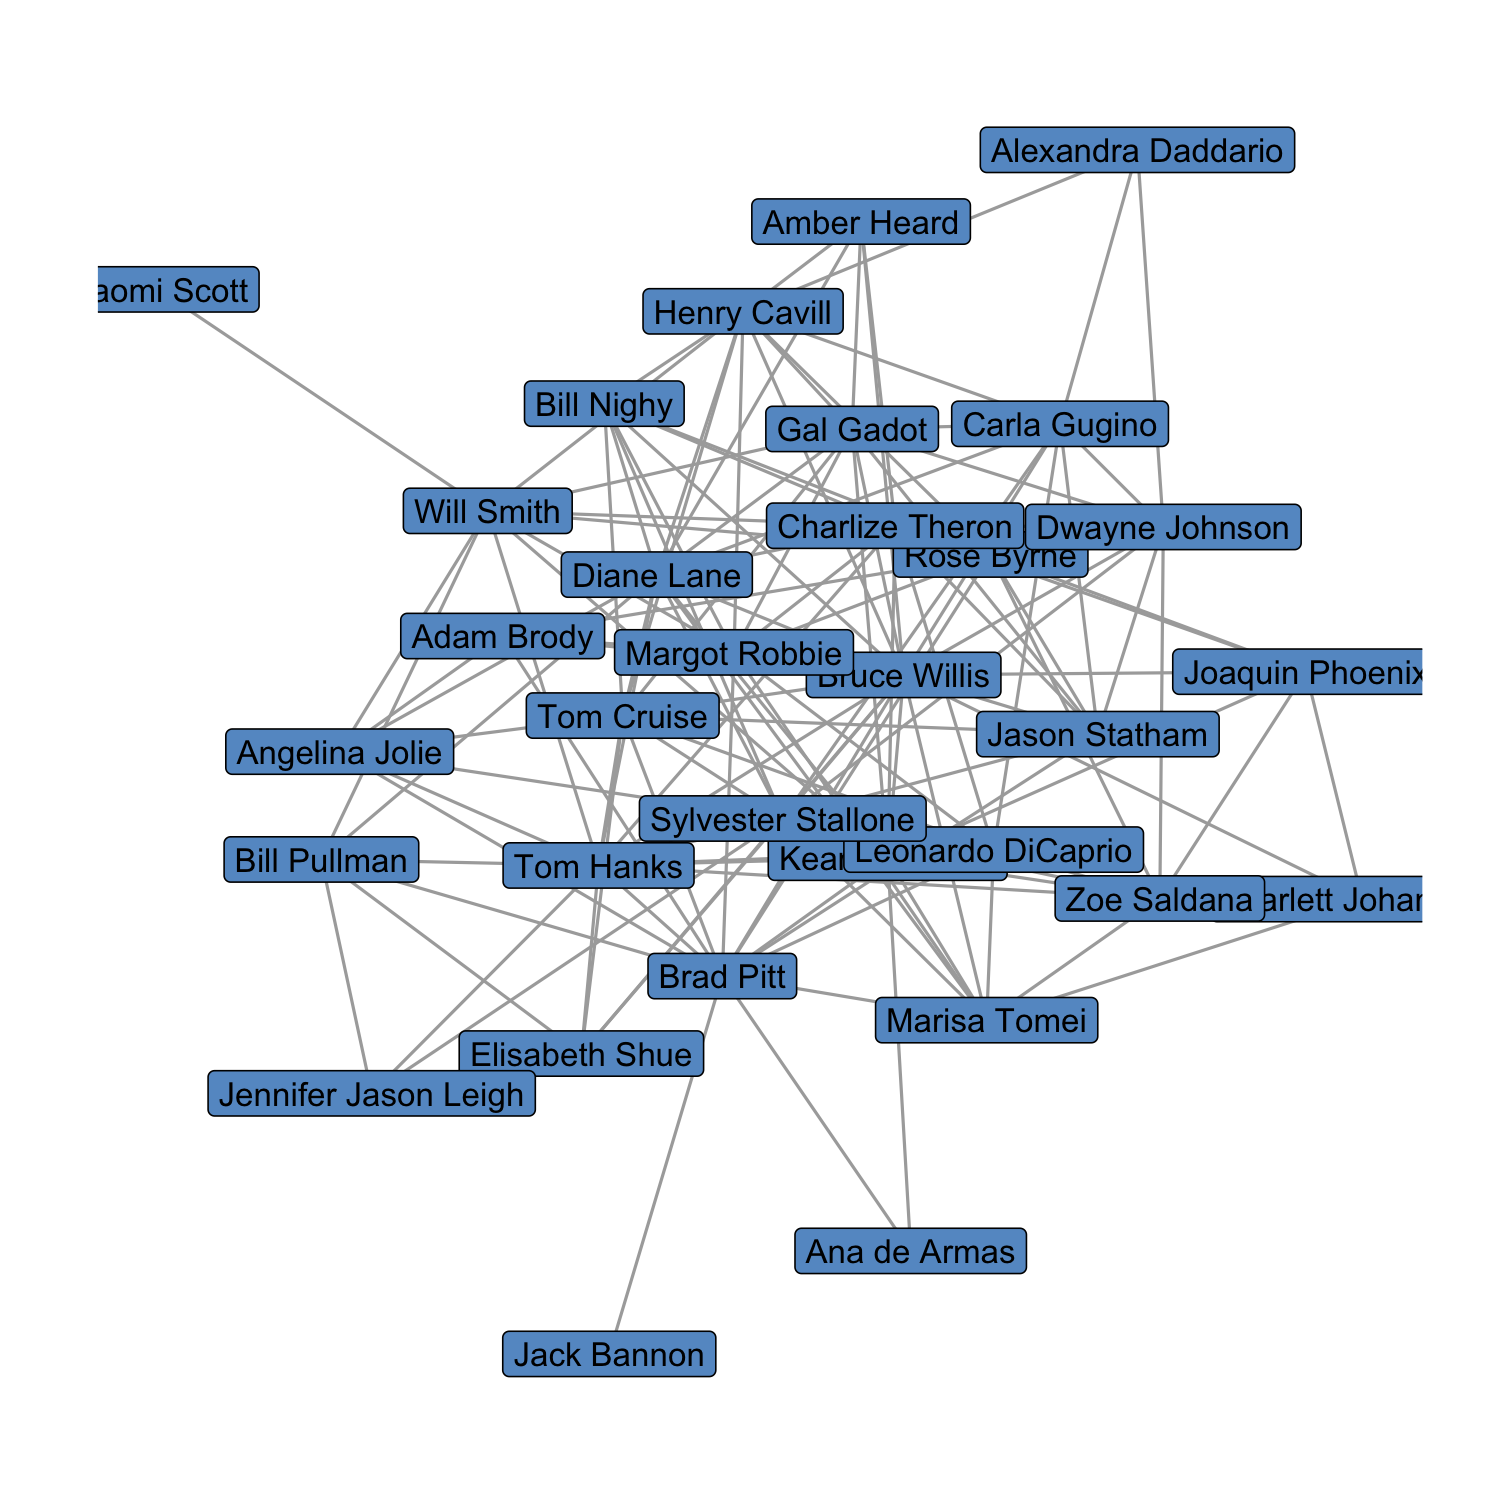 Alexandra Daddario
Amber Heard
aomi Scott
Henry Cavill
Bill Nighy
Gal Gadot
Carla Gugino
Will Smith
Charlize Theron
Dwayne Johnson
Rose Byrne
Diane Lane
Adam Brody
Margot Robbie
Bruce Willis
Joaquin Phoenix
Tom Cruise
Jason Statham
Angelina Jolie
Sylvester Stallone
Leonardo DiCaprio
Bill Pullman
Tom Hanks
Kear
Zoe Saldana
arlett Johan
Brad Pitt
Marisa Tomei
Elisabeth Shue
Jennifer Jason Leigh
Ana de Armas
Jack Bannon